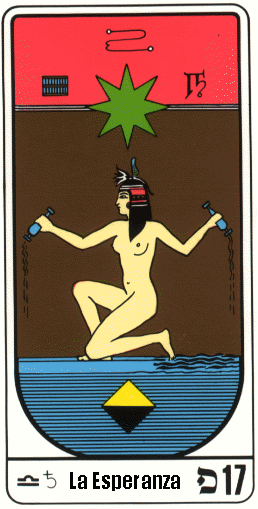 ♎ ♄ La Esperanza פ 17